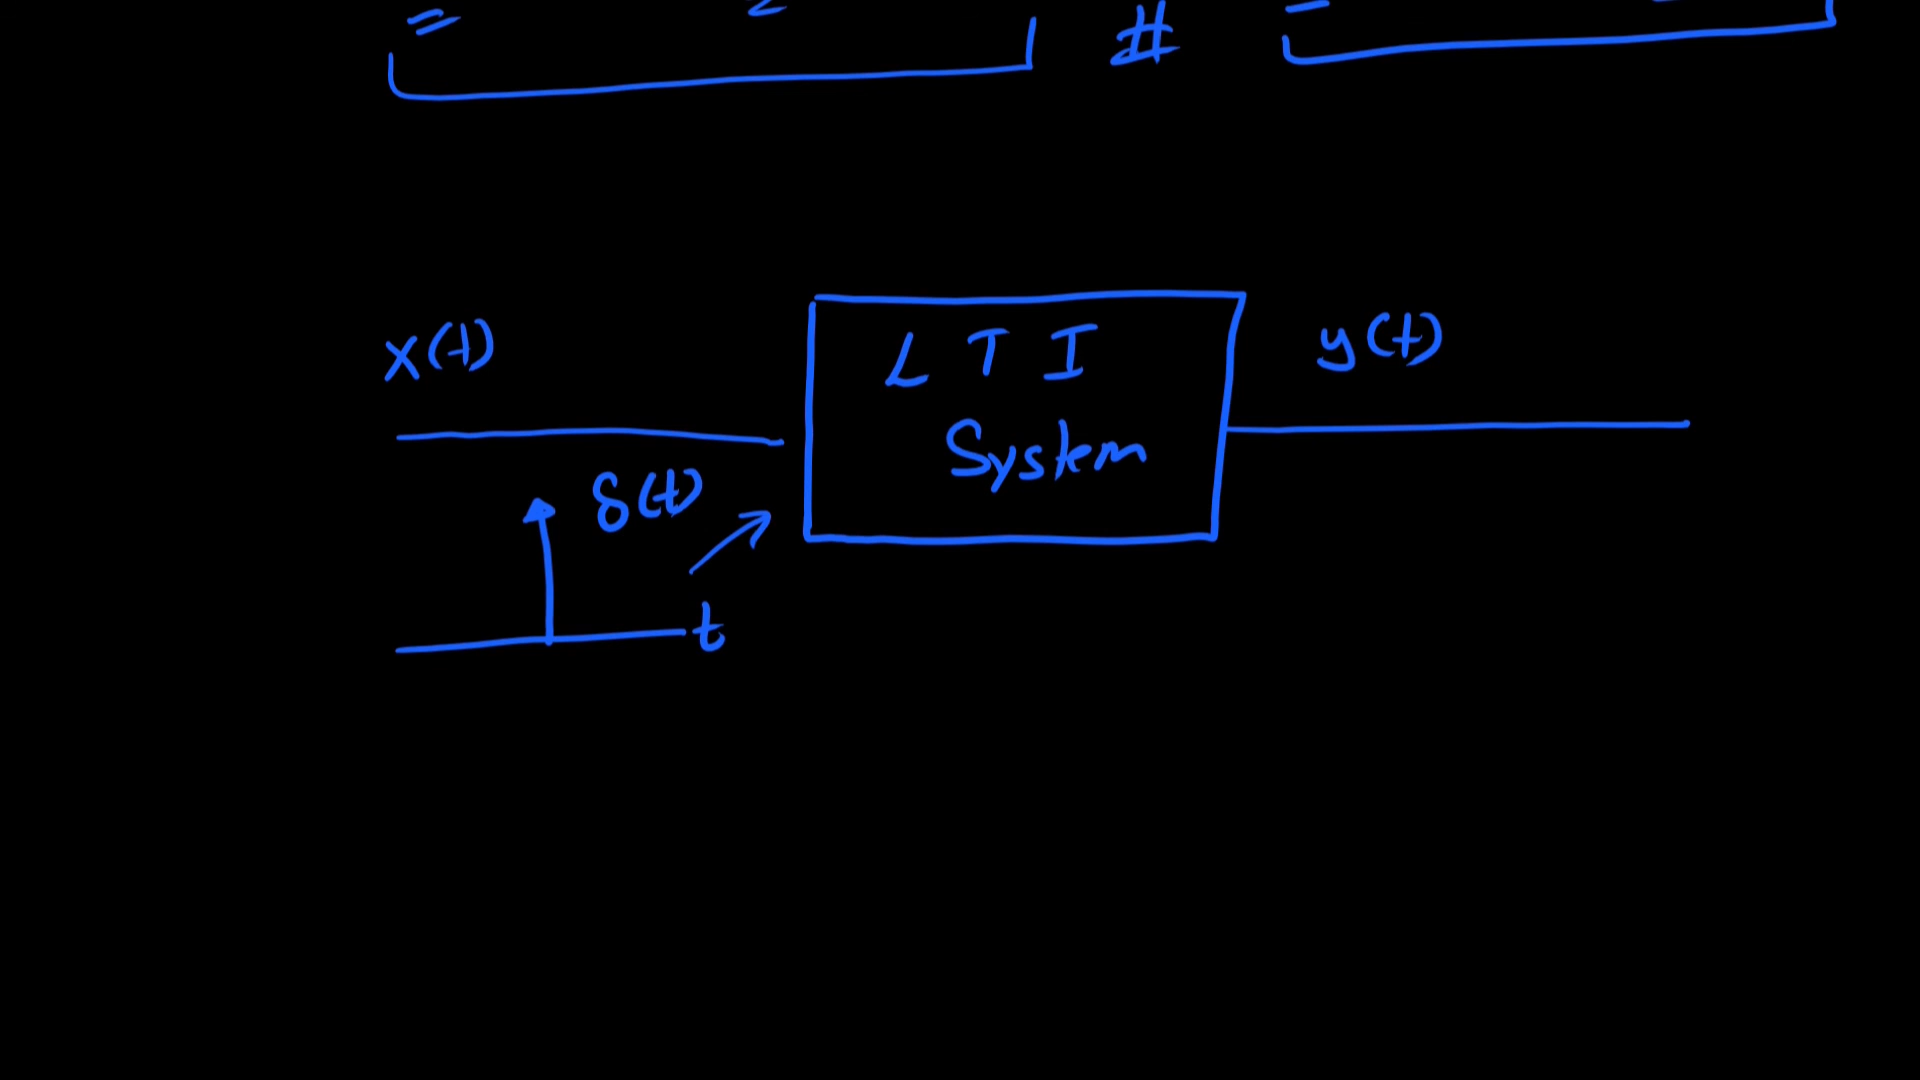 = #  =
x(t) L T I y(t)
System
δ(t)
t